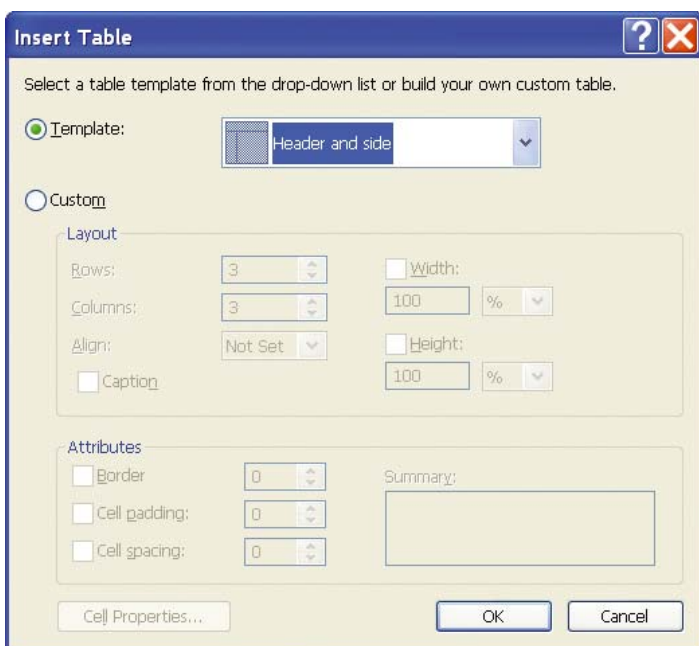 Insert Table
Select a table template from the drop-down list or build your own custom table.
Template: Header and side
Custom
Layout
Rows: 3 Width:
Columns: 3 100 %
Align: Not Set Height:
Caption 100 %
Attributes
Border 0 Summary:
Cell padding: 0
Cell spacing: 0
Cell Properties... OK Cancel